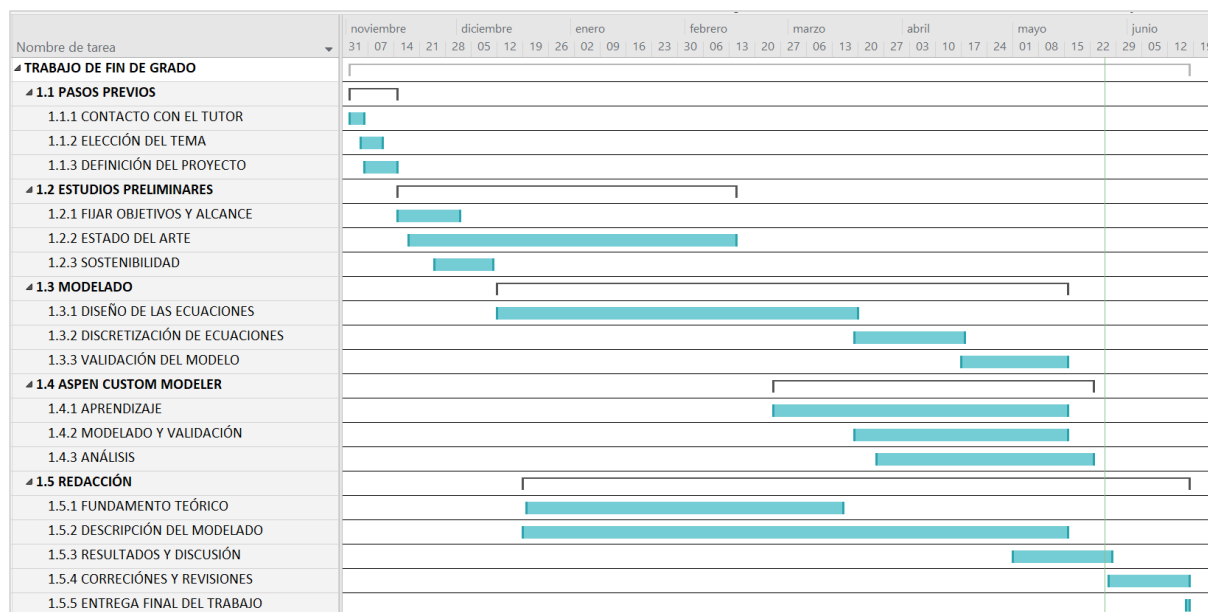 noviembre diciembre enero febrero marzo abril mayo junio
Nombre de tarea 31 07 14 21 28 05 12 19 26 02 09 16 23 30 06 13 20 27 06 13 20 27 03 10 17 24 01 08 15 22 29 05 12 19
TRABAJO DE FIN DE GRADO
1.1 PASOS PREVIOS
1.1.1 CONTACTO CON EL TUTOR
1.1.2 ELECCIÓN DEL TEMA
1.1.3 DEFINICIÓN DEL PROYECTO
1.2 ESTUDIOS PRELIMINARES
1.2.1 FIJAR OBJETIVOS Y ALCANCE
1.2.2 ESTADO DEL ARTE
1.2.3 SOSTENIBILIDAD
1.3 MODELADO
1.3.1 DISEÑO DE LAS ECUACIONES
1.3.2 DISCRETIZACIÓN DE ECUACIONES
1.3.3 VALIDACIÓN DEL MODELO
1.4 ASPEN CUSTOM MODELER
1.4.1 APRENDIZAJE
1.4.2 MODELADO Y VALIDACIÓN
1.4.3 ANÁLISIS
1.5 REDACCIÓN
1.5.1 FUNDAMENTO TEÓRICO
1.5.2 DESCRIPCIÓN DEL MODELADO
1.5.3 RESULTADOS Y DISCUSIÓN
1.5.4 CORRECIÓNES Y REVISIONES
1.5.5 ENTREGA FINAL DEL TRABAJO